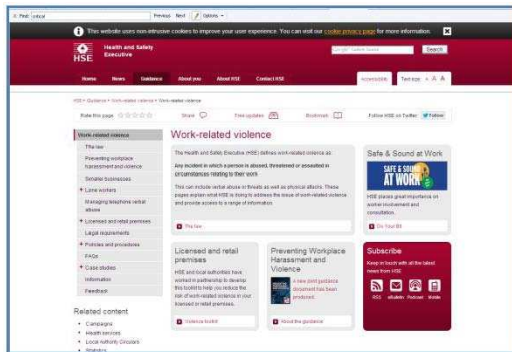 Find: critical Previous Next Options
This website uses non-intrusive cookies to improve your user experience. You can visit our cookie privacy page for more information.
HSE
Health and Safety
Executive
Search
Home News Guidance About you About HSE Contact HSE
Text size: A A A
HSE > Guidance > Work-related violence > Work-related violence
Rate this page Share Free updates Bookmark Follow HSE on Twitter Follow
Work-related violence
The law
Preventing workplace
harassment and violence
Smaller businesses
+ Lone workers
Managing telephone verbal
abuse
+ Licensed and retail premises
Legal requirements
+ Policies and procedures
FAQs
+ Case studies
Information
Feedback
Related content
Campaigns
Health services
Local Authority Circulars
Statistics
Work-related violence
The Health and Safety Executive (HSE) defines work-related violence as:
Any incident in which a person is abused, threatened or assaulted in
circumstances relating to their work
This can include verbal abuse or threats as well as physical attacks. These
pages explain what HSE is doing to address the issue of work-related violence
and provide access to a range of information.
The law
Safe & Sound at Work
SAFE & SOUND
AT WORK
HSE places great importance on
worker involvement and
consultation.
Do Your Bit
Licensed and retail
premises
HSE and local authorities have
worked in partnership to develop
this toolkit to help you reduce the
risk of work-related violence in your
licensed or retail premises.
Violence toolkit
Preventing Workplace
Harassment and
Violence
A new joint guidance
document has been
produced.
About the guidance
Subscribe
Keep in touch with all the latest
news from HSE
RSS eBulletin Podcast Mobile